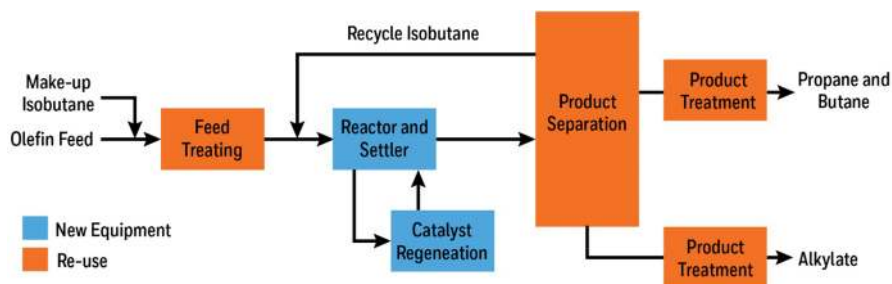 Recycle Isobutane
Make-up
Isobutane
Olefin Feed
Feed
Treating
Reactor and
Settler
Product
Separation
Product
Treatment
Propane and
Butane
New Equipment
Re-use
Catalyst
Regeneation
Product
Treatment
Alkylate